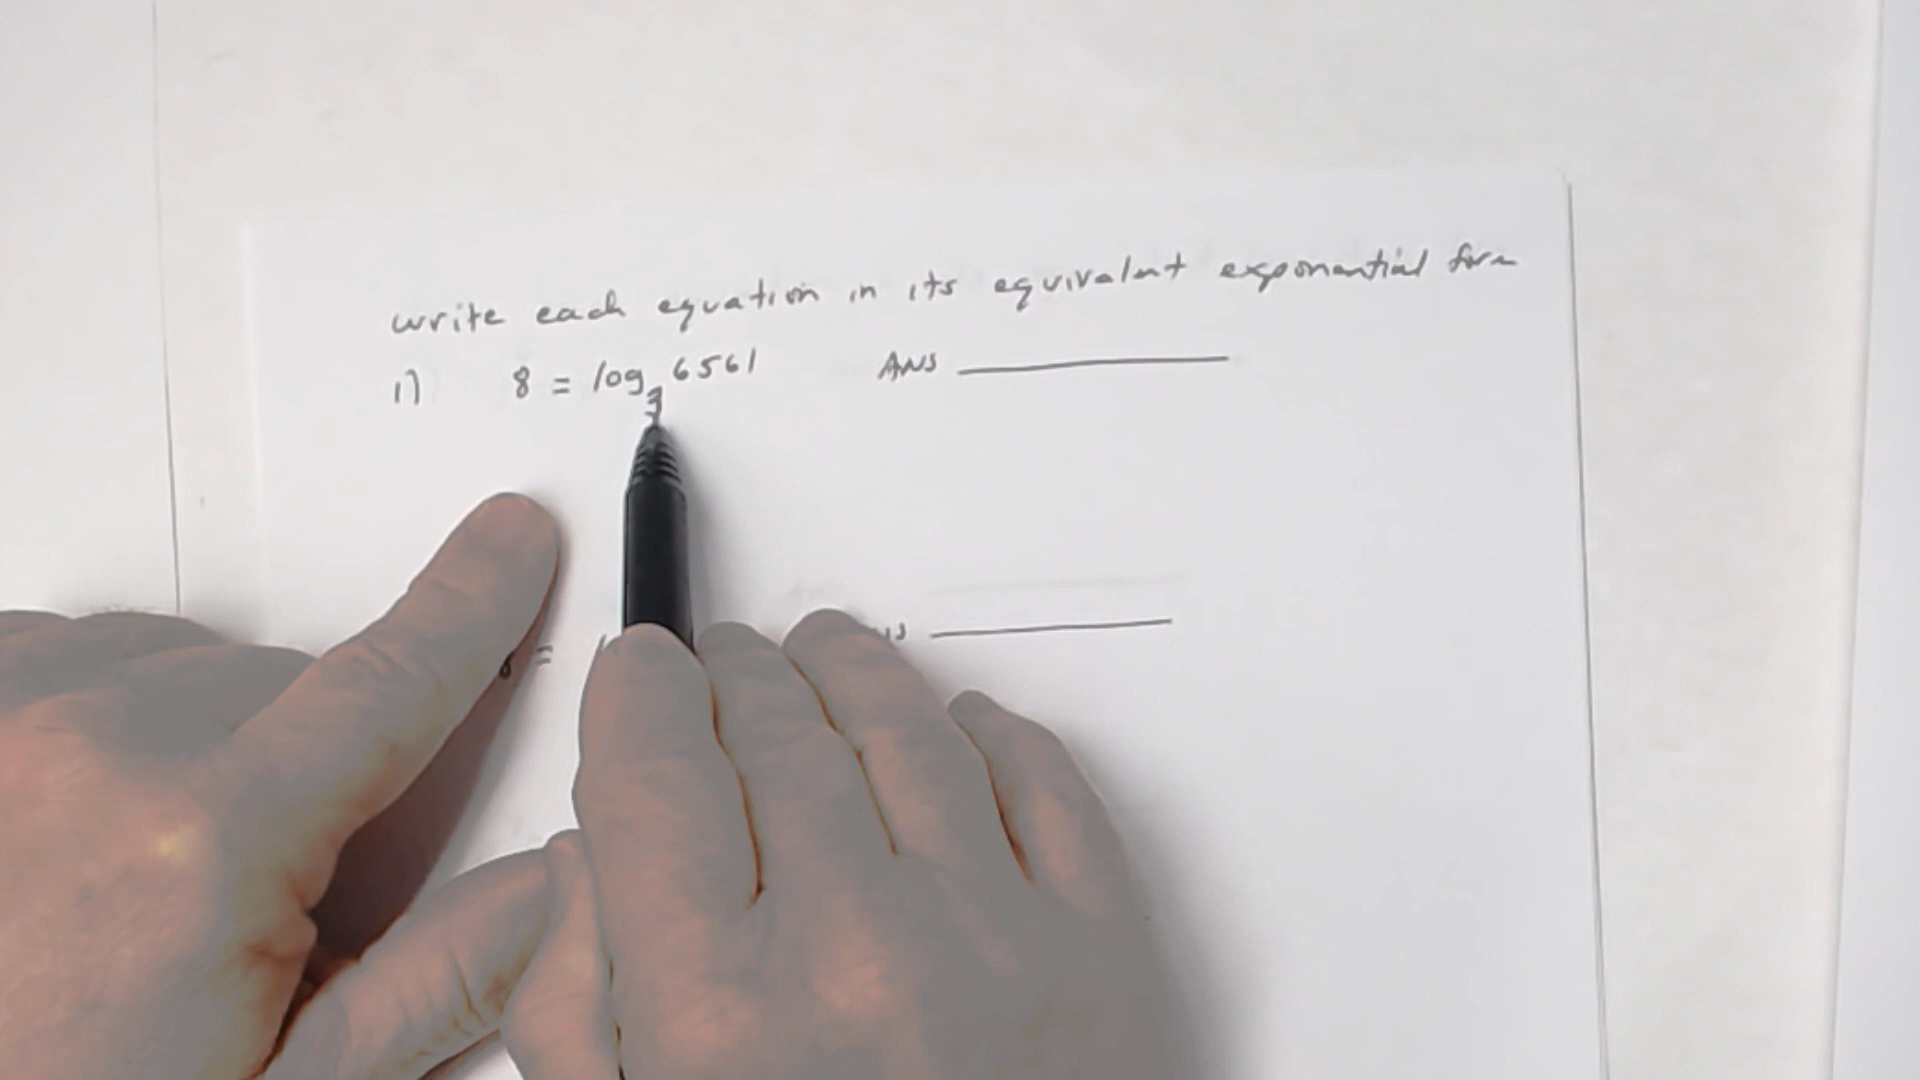 write each equation in its equivalent exponential form
1) 8 = log₃ 6561 ANS
=